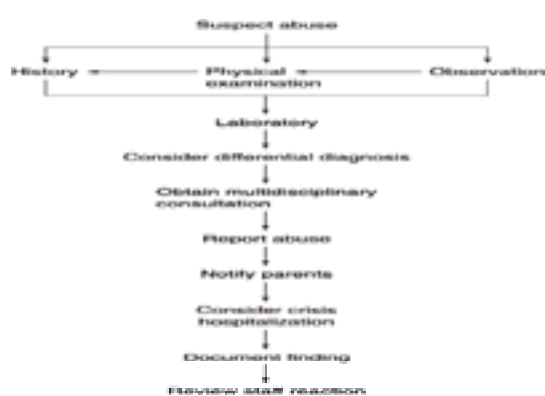 Suspect abuse
History Physical examination Observation
Laboratory
Consider differential diagnosis
Obtain multidisciplinary
consultation
Report abuse
Notify parents
Consider crisis
hospitalization
Document finding
Review staff reaction